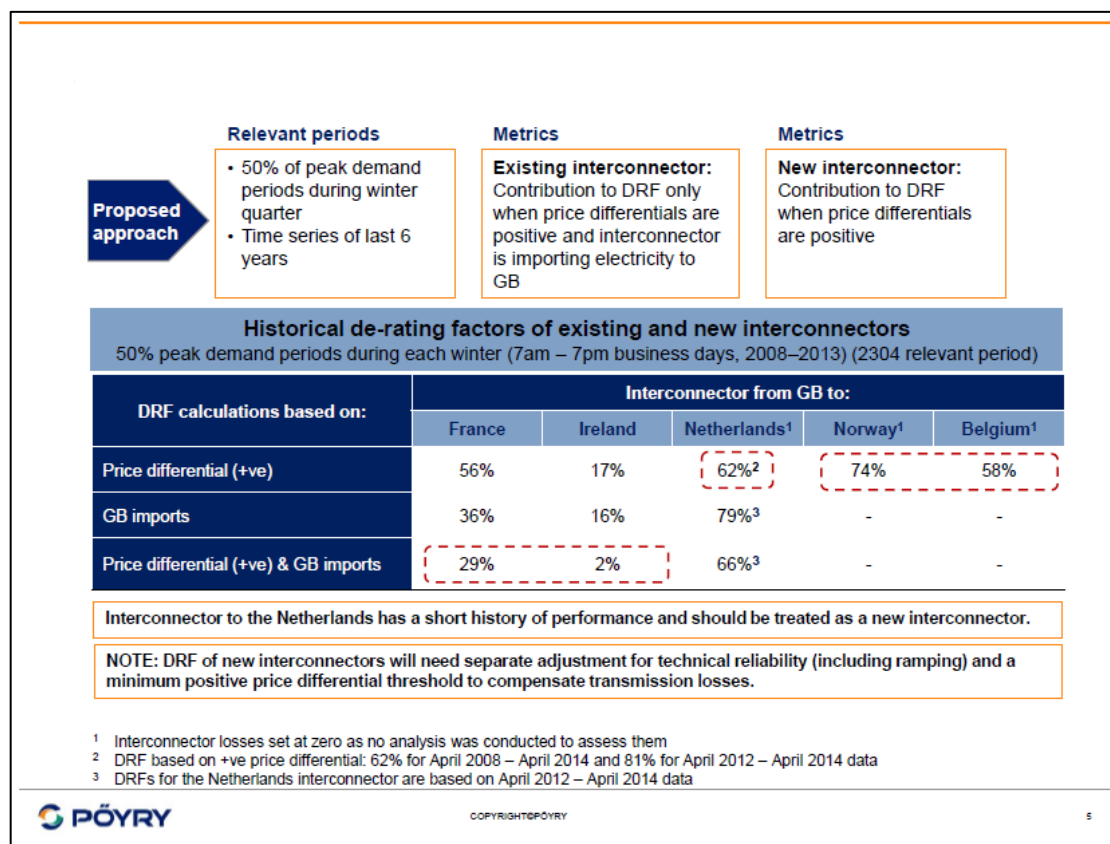 Proposed
approach
Relevant periods
• 50% of peak demand
periods during winter
quarter
• Time series of last 6
years
Metrics
Existing interconnector:
Contribution to DRF only
when price differentials are
positive and interconnector
is importing electricity to
GB
Metrics
New interconnector:
Contribution to DRF
when price differentials
are positive
Historical de-rating factors of existing and new interconnectors
50% peak demand periods during each winter (7am – 7pm business days, 2008–2013) (2304 relevant period)
DRF calculations based on:
Interconnector from GB to:
France Ireland Netherlands¹ Norway¹ Belgium¹
Price differential (+ve) 56% 17% 62%² 74% 58%
GB imports 36% 16% 79%³ - -
Price differential (+ve) & GB imports 29% 2% 66%³ - -
Interconnector to the Netherlands has a short history of performance and should be treated as a new interconnector.
NOTE: DRF of new interconnectors will need separate adjustment for technical reliability (including ramping) and a
minimum positive price differential threshold to compensate transmission losses.
¹ Interconnector losses set at zero as no analysis was conducted to assess them
² DRF based on +ve price differential: 62% for April 2008 – April 2014 and 81% for April 2012 – April 2014 data
³ DRFs for the Netherlands interconnector are based on April 2012 – April 2014 data
PÖYRY
COPYRIGHT©PÖYRY
5